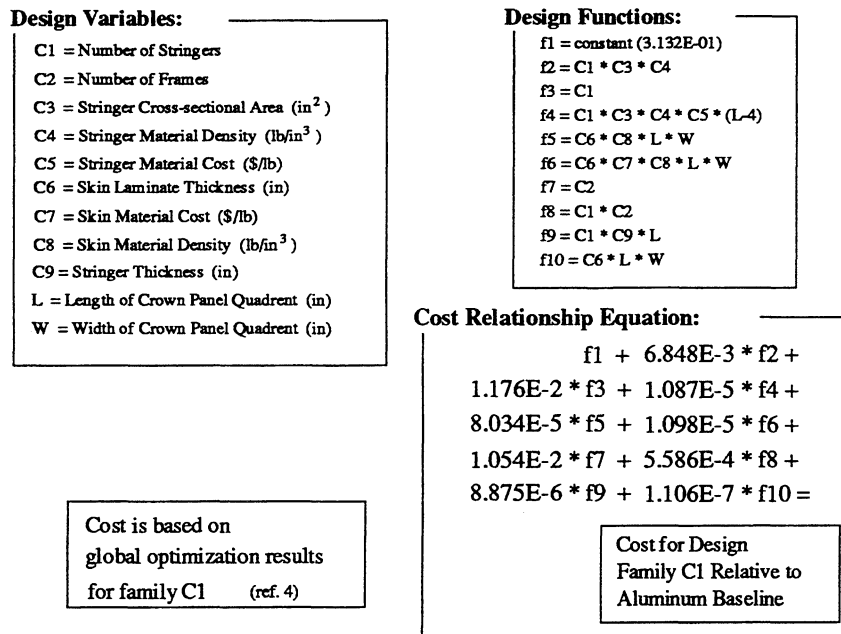 Design Variables:
C1 = Number of Stringers
C2 = Number of Frames
C3 = Stringer Cross-sectional Area (in²)
C4 = Stringer Material Density (lb/in³)
C5 = Stringer Material Cost ($/lb)
C6 = Skin Laminate Thickness (in)
C7 = Skin Material Cost ($/lb)
C8 = Skin Material Density (lb/in³)
C9 = Stringer Thickness (in)
L = Length of Crown Panel Quadrent (in)
W = Width of Crown Panel Quadrent (in)
Design Functions:
f1 = constant (3.132E-01)
f2 = C1 * C3 * C4
f3 = C1
f4 = C1 * C3 * C4 * C5 * (L-4)
f5 = C6 * C8 * L * W
f6 = C6 * C7 * C8 * L * W
f7 = C2
f8 = C1 * C2
f9 = C1 * C9 * L
f10 = C6 * L * W
Cost Relationship Equation:
f1 + 6.848E-3 * f2 +
1.176E-2 * f3 + 1.087E-5 * f4 +
8.034E-5 * f5 + 1.098E-5 * f6 +
1.054E-2 * f7 + 5.586E-4 * f8 +
8.875E-6 * f9 + 1.106E-7 * f10 =
Cost is based on
global optimization results
for family C1 (ref. 4)
Cost for Design
Family C1 Relative to
Aluminum Baseline